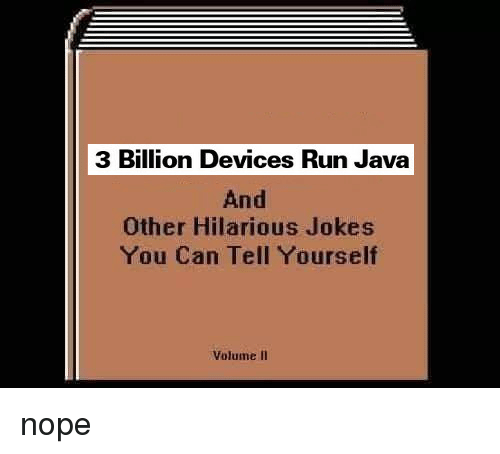 3 Billion Devices Run Java
And
Other Hilarious Jokes
You Can Tell Yourself
Volume II
nope